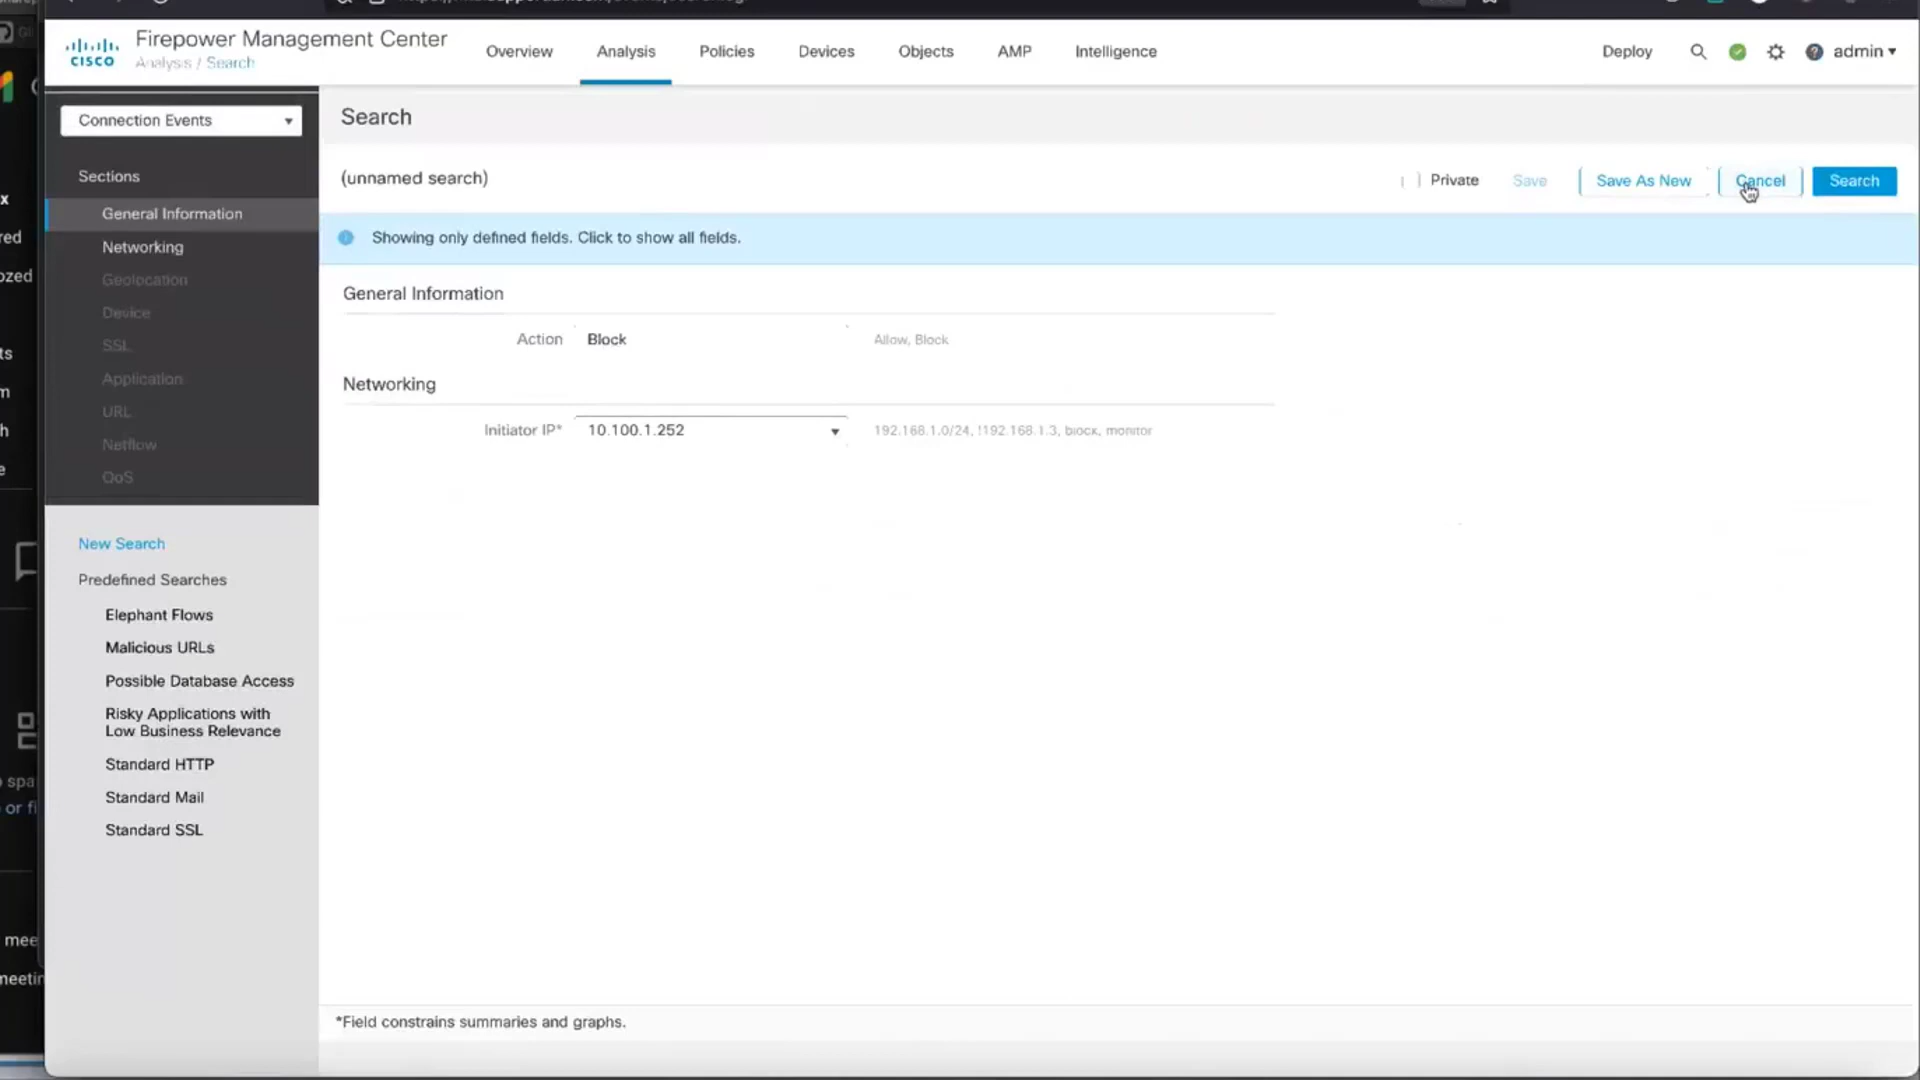 Firepower Management Center
CISCO
Analysis / Search
Overview
Analysis
Policies
Devices
Objects
AMP
Intelligence
Deploy
admin
Connection Events
Search
Sections
(unnamed search)
Private
Save
Save As New
Cancel
Search
General Information
Showing only defined fields. Click to show all fields.
Networking
Geolocation
Device
SSL
Application
URL
Netflow
QoS
General Information
Action
Block
Allow, Block
Networking
Initiator IP*
10.100.1.252
192.168.1.0/24, !192.168.1.3, block, monitor
New Search
Predefined Searches
Elephant Flows
Malicious URLs
Possible Database Access
Risky Applications with
Low Business Relevance
Standard HTTP
Standard Mail
Standard SSL
*Field constrains summaries and graphs.
or
mee